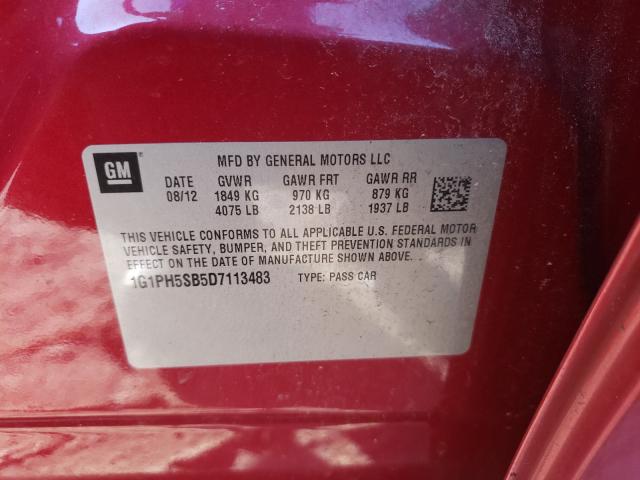 GM
MFD BY GENERAL MOTORS LLC
DATE GVWR GAWR FRT GAWR RR
08/12 1849 KG 970 KG 879 KG
4075 LB 2138 LB 1937 LB
THIS VEHICLE CONFORMS TO ALL APPLICABLE U.S. FEDERAL MOTOR
VEHICLE SAFETY, BUMPER, AND THEFT PREVENTION STANDARDS IN
EFFECT ON THE DATE OF MANUFACTURE SHOWN ABOVE.
1G1PH5SB5D7113483 TYPE: PASS CAR